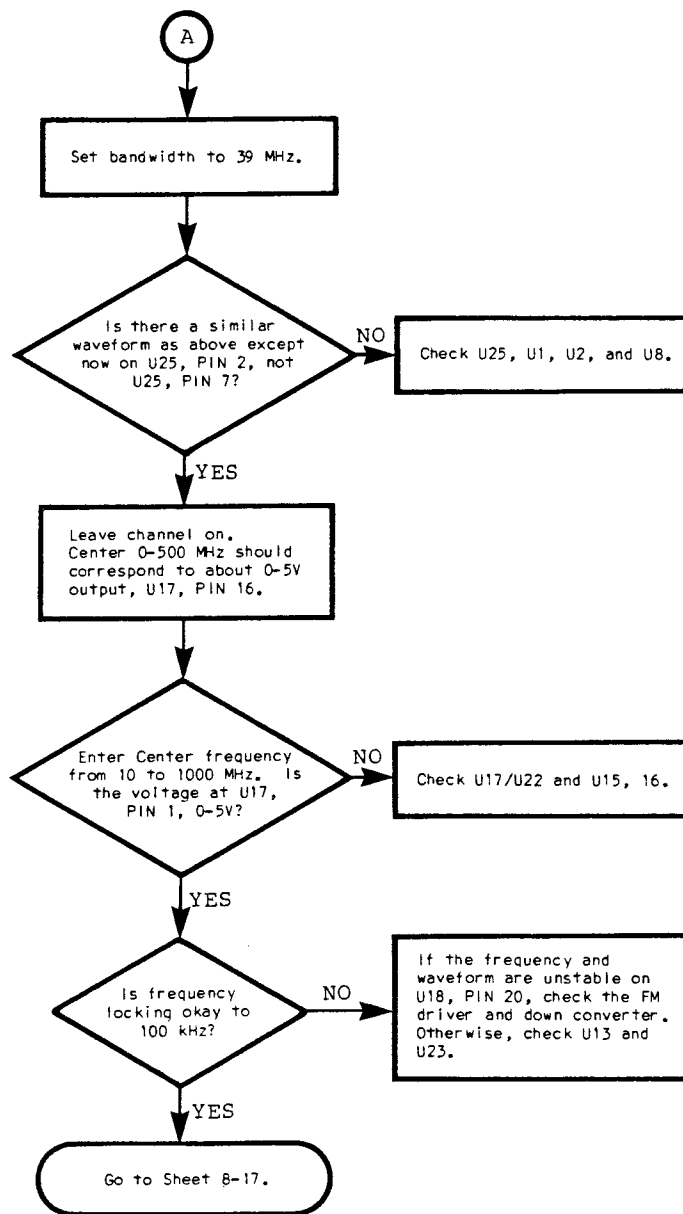 A
Set bandwidth to 39 MHz.
Is there a similar
waveform as above except
now on U25, PIN 2, not
U25, PIN 7?
NO
Check U25, U1, U2, and U8.
YES
Leave channel on.
Center 0-500 MHz should
correspond to about 0-5V
output, U17, PIN 16.
Enter Center frequency
from 10 to 1000 MHz. Is
the voltage at U17,
PIN 1, 0-5V?
NO
Check U17/U22 and U15, 16.
YES
Is frequency
locking okay to
100 kHz?
NO
If the frequency and
waveform are unstable on
U18, PIN 20, check the FM
driver and down converter.
Otherwise, check U13 and
U23.
YES
Go to Sheet 8-17.